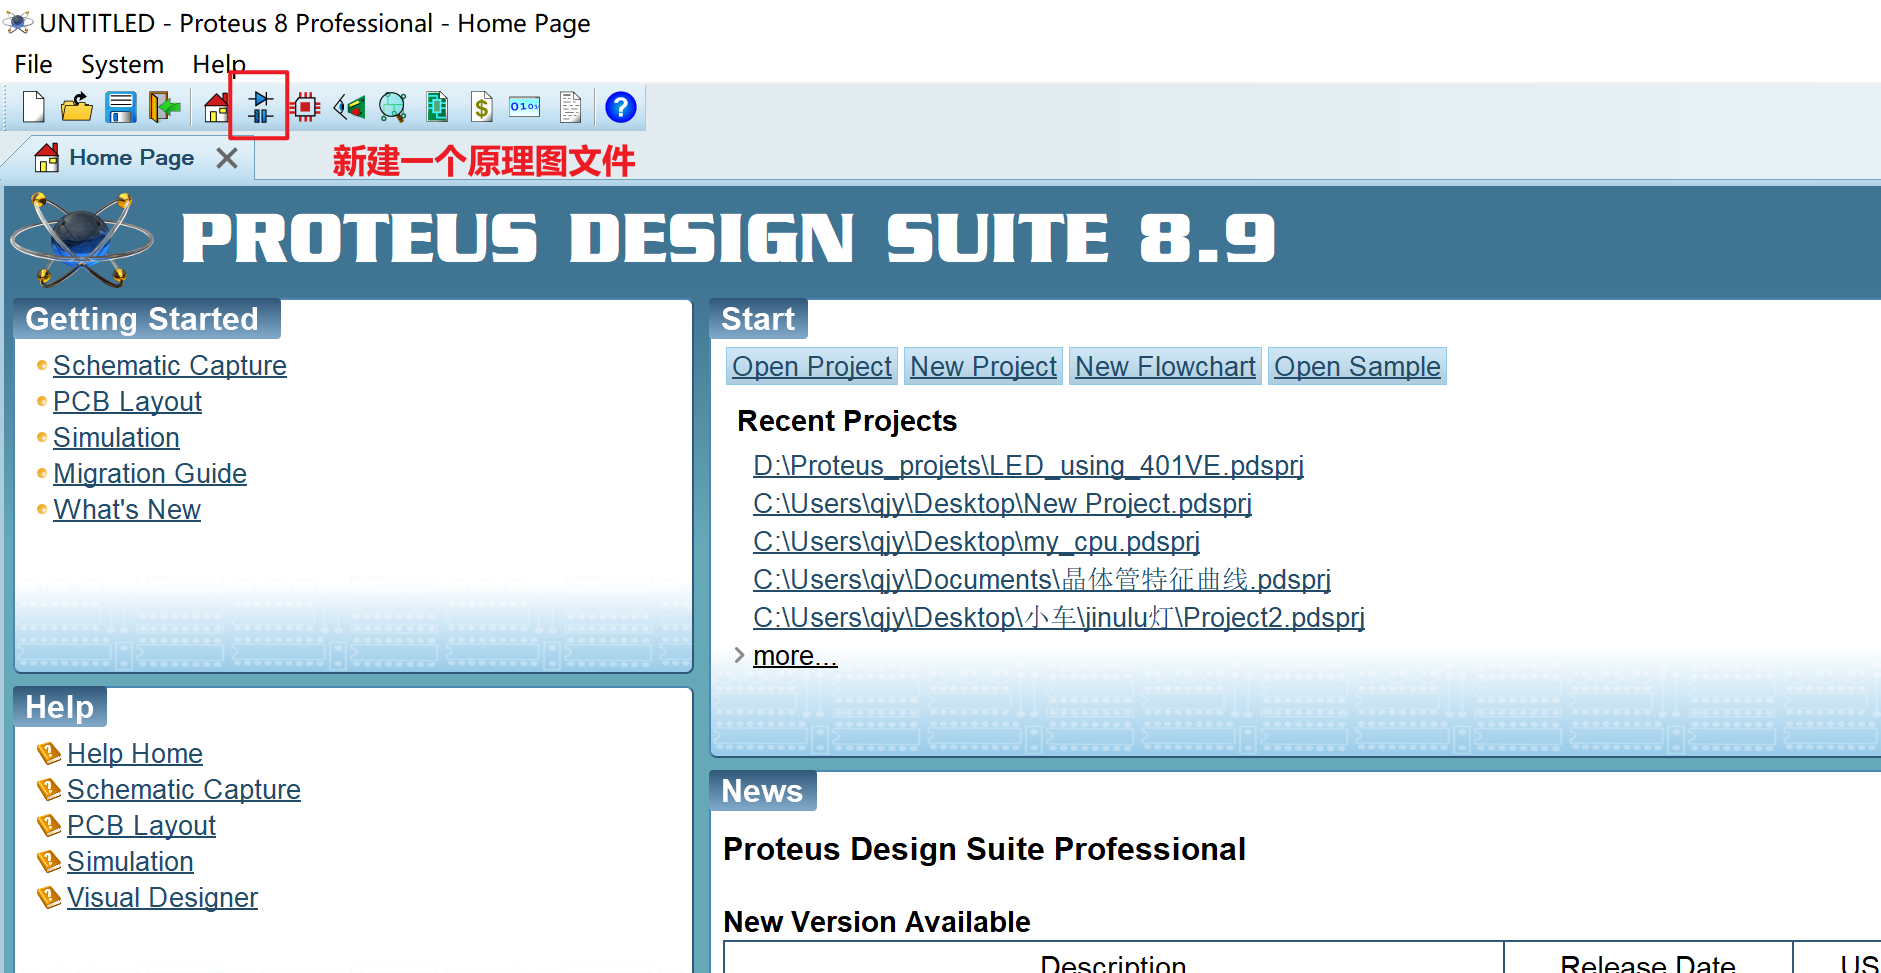 UNTITLED - Proteus 8 Professional - Home Page
File System Help
$ 0101 ?
Home Page
新建一个原理图文件
PROTEUS DESIGN SUITE 8.9
Getting Started
Schematic Capture
PCB Layout
Simulation
Migration Guide
What's New
Start
Open Project New Project New Flowchart Open Sample
Recent Projects
D:\Proteus_projets\LED_using_401VE.pdsprj
C:\Users\qjy\Desktop\New Project.pdsprj
C:\Users\qjy\Desktop\my_cpu.pdsprj
C:\Users\qjy\Documents\晶体管特征曲线.pdsprj
C:\Users\qjy\Desktop\小车\jinulu灯\Project2.pdsprj
more...
Help
Help Home
Schematic Capture
PCB Layout
Simulation
Visual Designer
News
Proteus Design Suite Professional
New Version Available
Description Release Date US